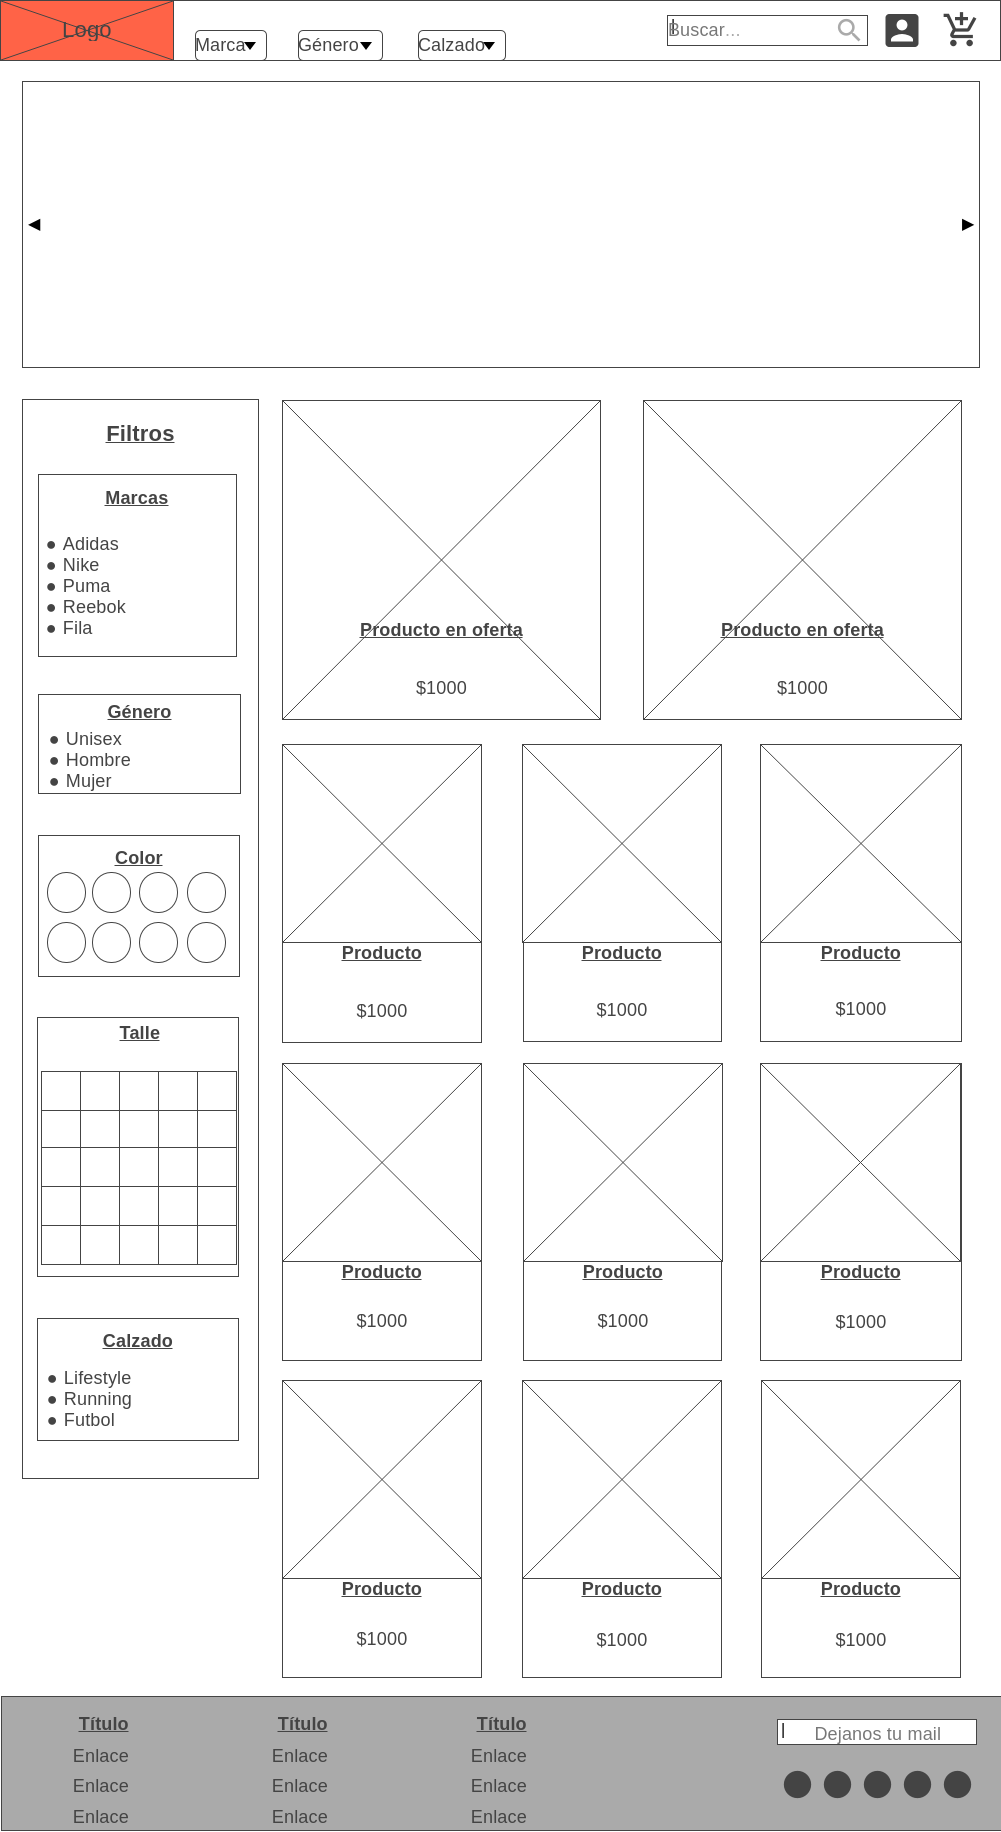 Logo
Marca
Género
Calzado
Buscar...
Filtros
Marcas
Adidas
Nike
Puma
Reebok
Fila
Género
Unisex
Hombre
Mujer
Color
Talle
Calzado
Lifestyle
Running
Futbol
Producto en oferta
$1000
Producto en oferta
$1000
Producto
$1000
Producto
$1000
Producto
$1000
Producto
$1000
Producto
$1000
Producto
$1000
Producto
$1000
Producto
$1000
Producto
$1000
Título
Enlace
Enlace
Enlace
Título
Enlace
Enlace
Enlace
Título
Enlace
Enlace
Enlace
Dejanos tu mail